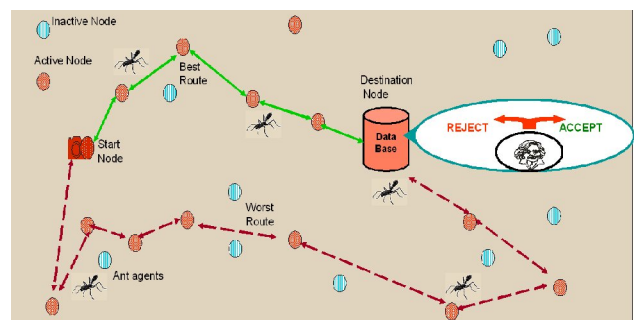 Inactive Node
Active Node
Best
Route
Destination
Node
Data
Base
REJECT
ACCEPT
Start
Node
Worst
Route
Ant agents